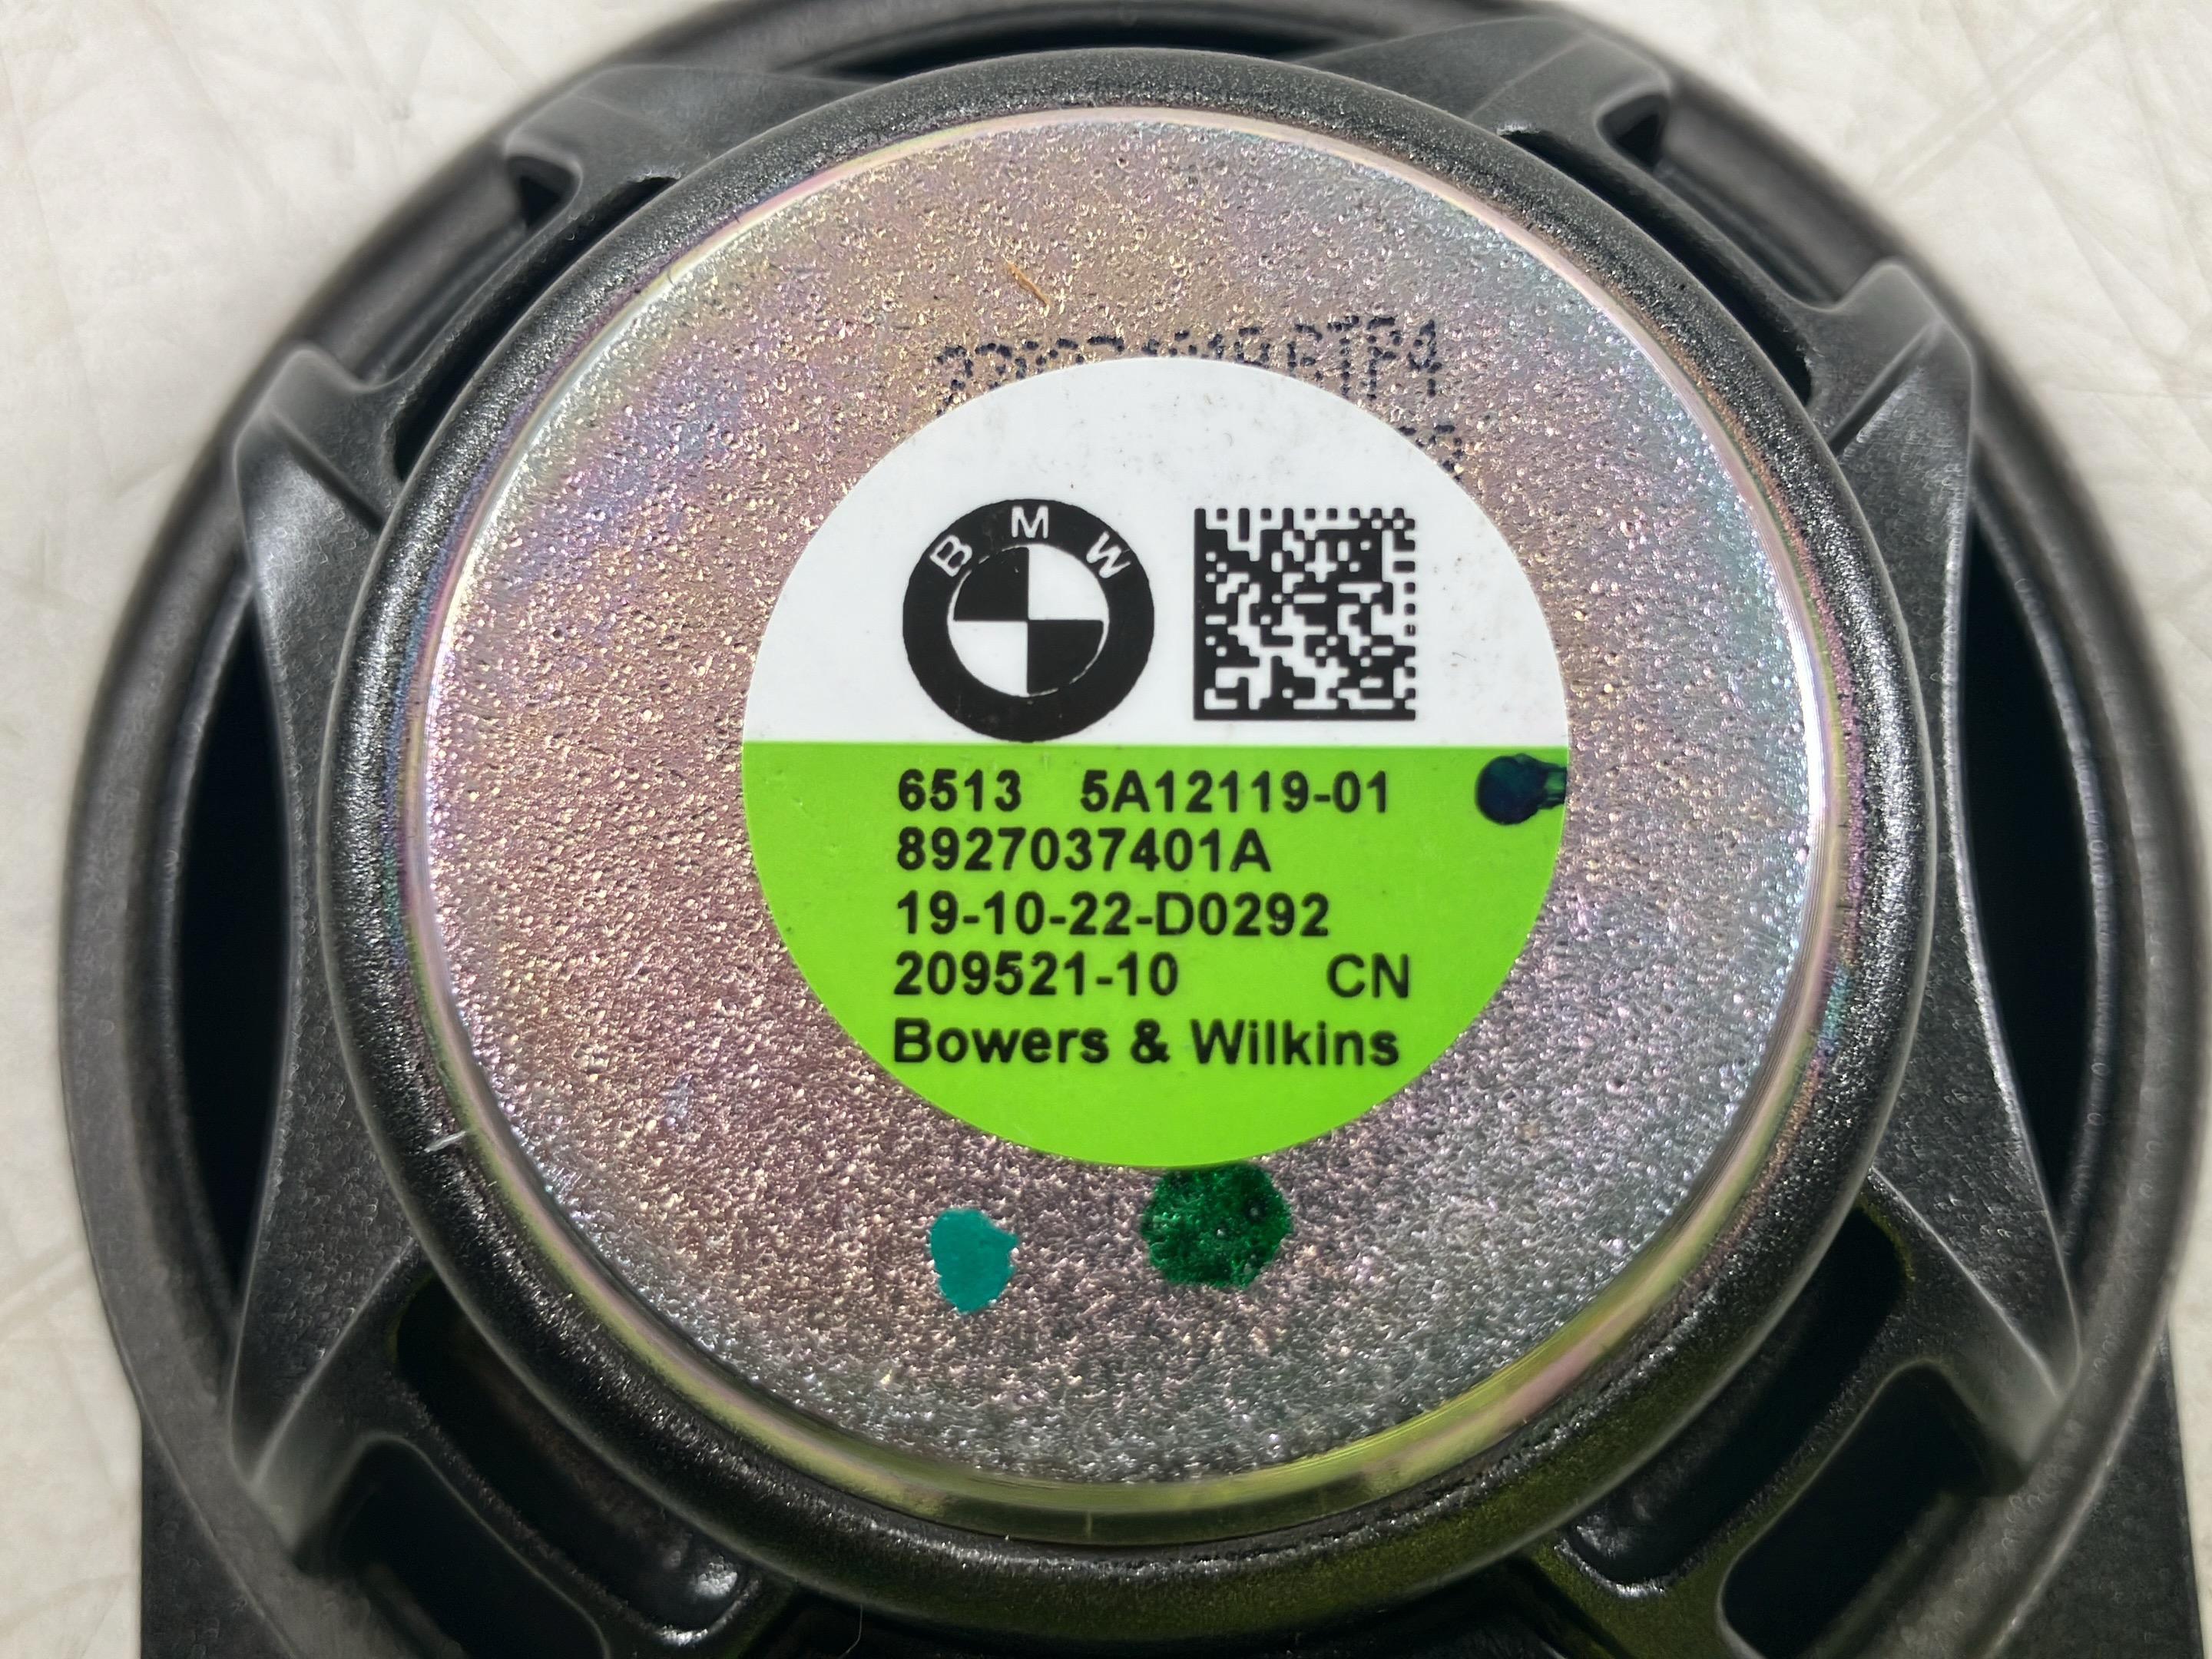 BMW
6513 5A12119-01
8927037401A
19-10-22-D0292
209521-10 CN
Bowers & Wilkins